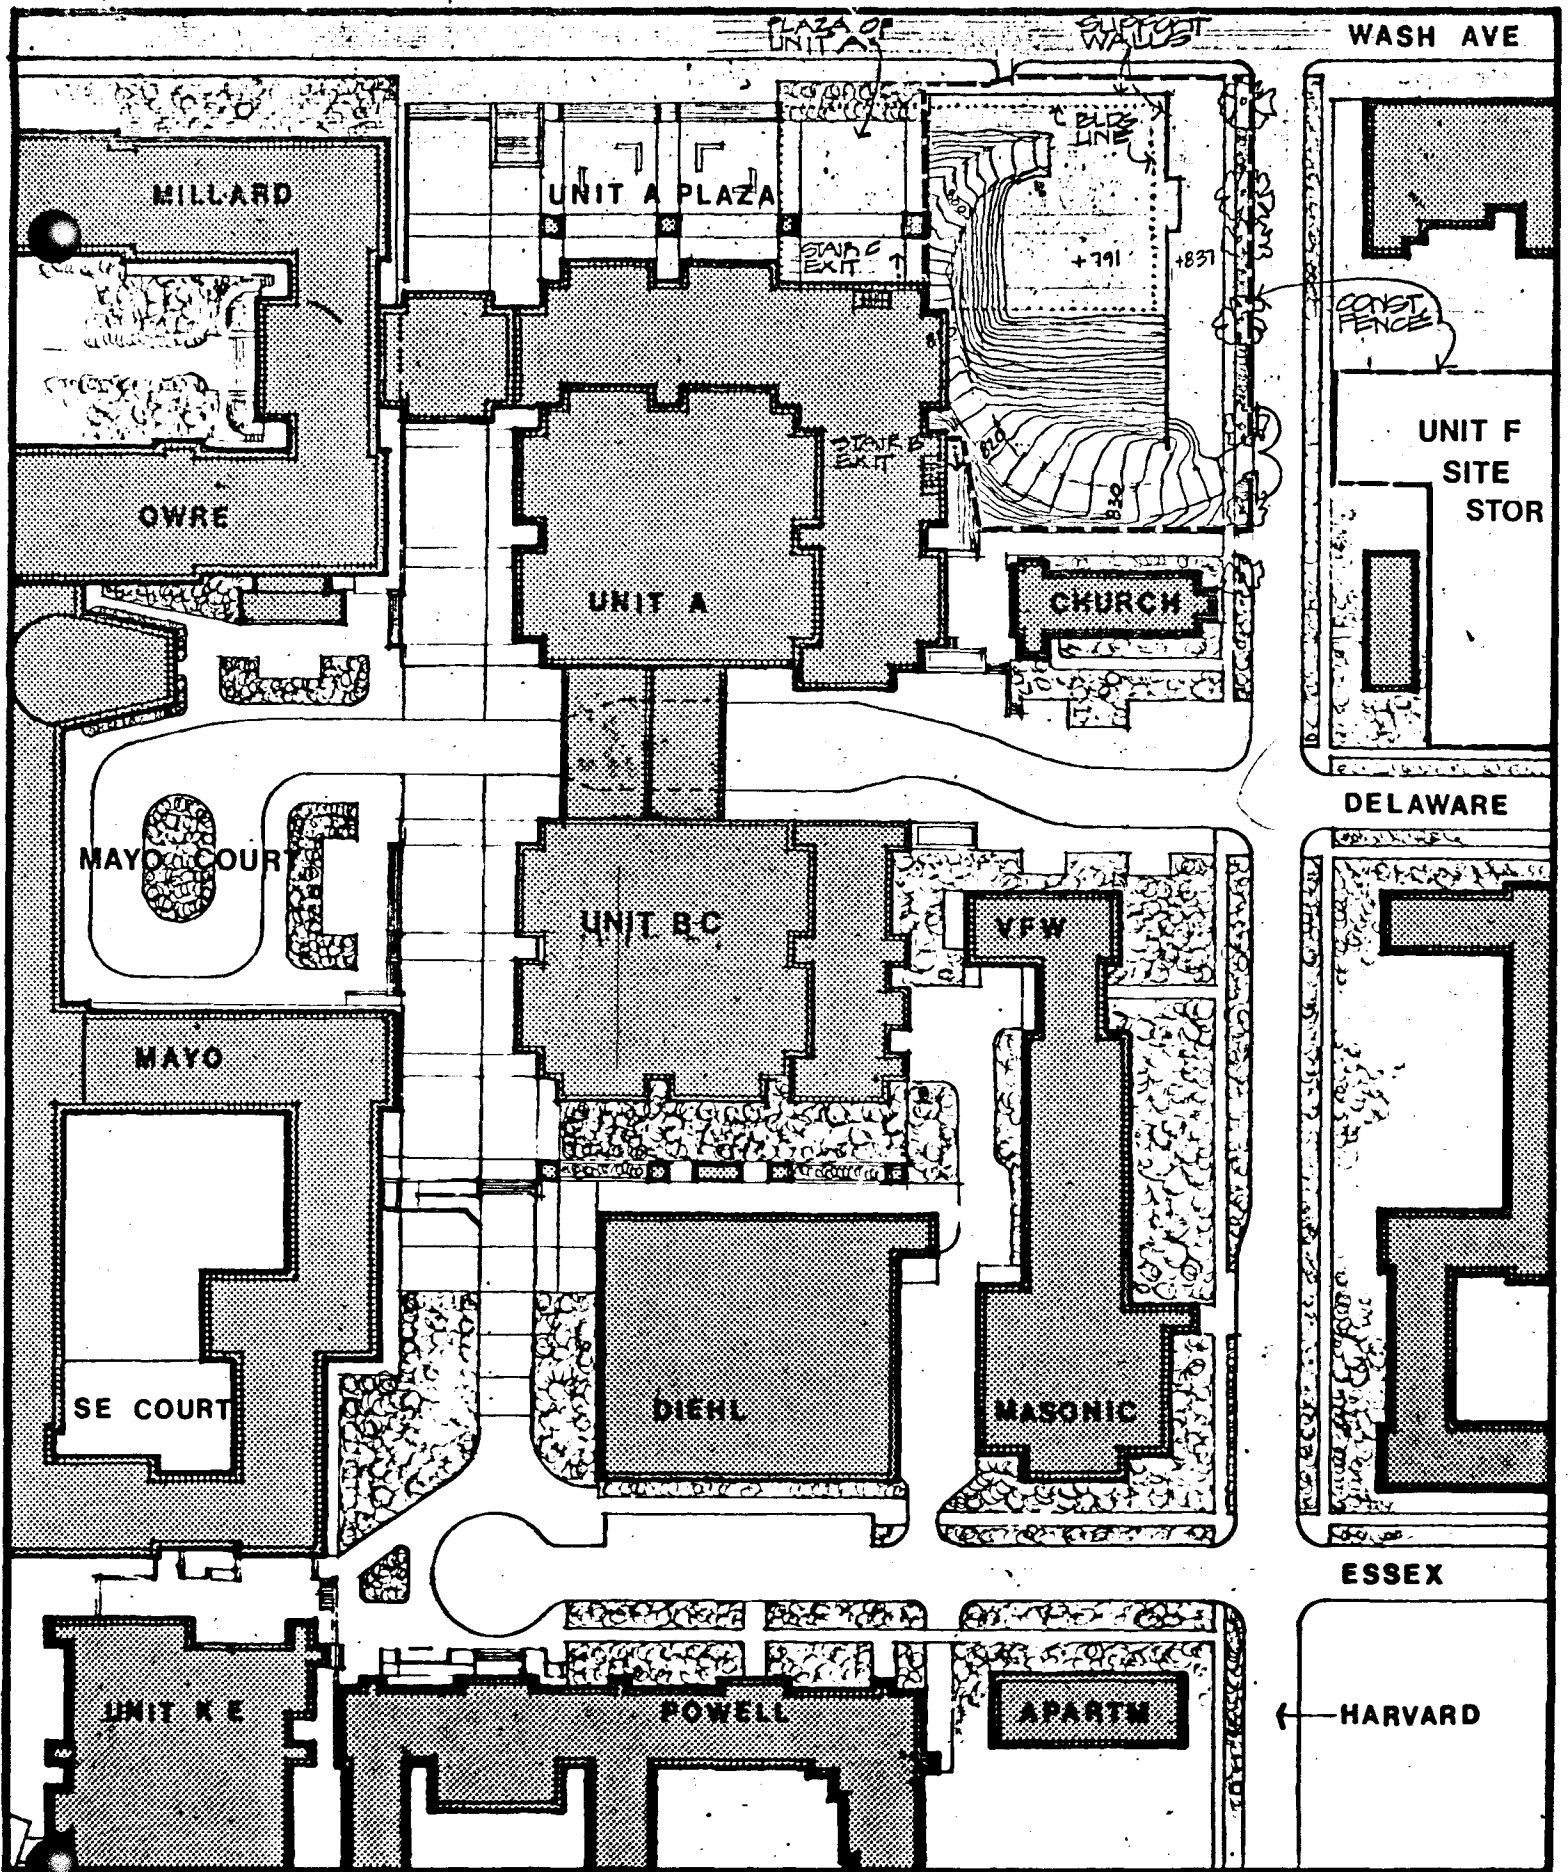 PLAZA OF
UNIT A
SUPPORT
WALLS
WASH AVE
BLDG
LINE
MILLARD
UNIT A PLAZA
STAIR C
EXIT
+791
+837
CONST.
FENCE
STAIR B
EXIT
820
830
UNIT F
SITE
STOR
OWRE
UNIT A
CHURCH
DELAWARE
MAYO COURT
UNIT B C
VFW
MAYO
SE COURT
DIEHL
MASONIC
ESSEX
UNIT K E
POWELL
APARTM
HARVARD